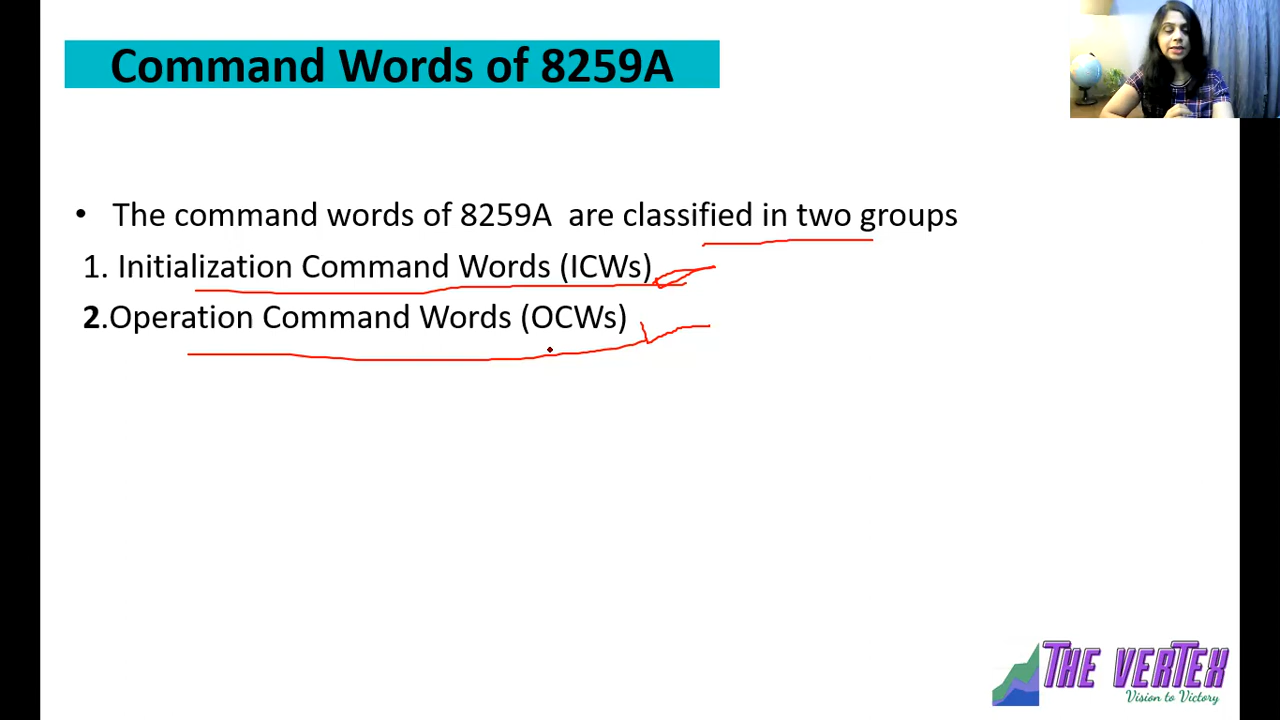 Command Words of 8259A
• The command words of 8259A are classified in two groups
1. Initialization Command Words (ICWs)
2.Operation Command Words (OCWs)
THE VERTEX
Vision to Victory